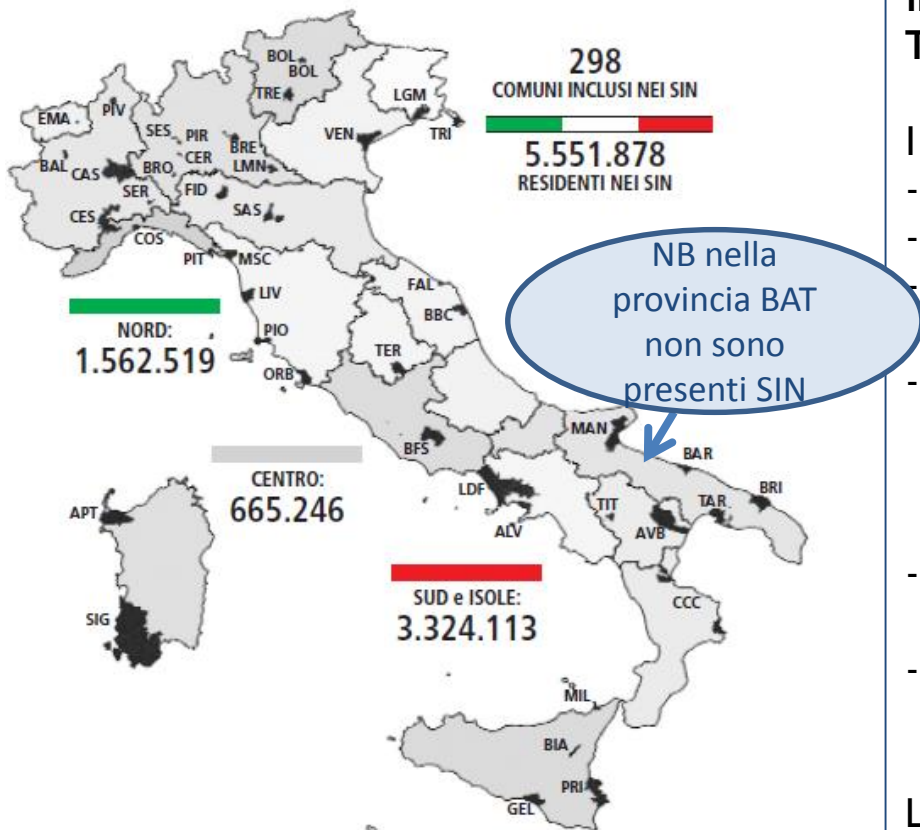 298
COMUNI INCLUSI NEI SIN
5.551.878
RESIDENTI NEI SIN
BOL
BOL
TRE
LGM
EMA
PIV
SES
PIR
VEN
TRI
BRE
BAL
CAS
BRO
CER
LMN
SER
FID
CES
SAS
COS
PIT
MSC
NB nella
provincia BAT
non sono
presenti SIN
LIV
FAL
BBC
NORD:
1.562.519
PIO
TER
ORB
MAN
BFS
BAR
CENTRO:
665.246
LDF
BRI
APT
TIT
TAR
ALV
AVB
SUD e ISOLE:
3.324.113
CCC
SIG
MIL
BIA
PRI
GEL
T
I
-
-
-
-
-
-
L